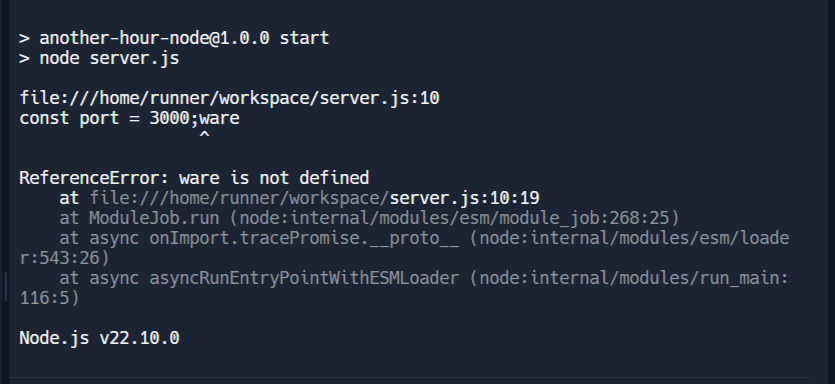 > another-hour-node@1.0.0 start
> node server.js
file:///home/runner/workspace/server.js:10
const port = 3000;ware
^
ReferenceError: ware is not defined
at file:///home/runner/workspace/server.js:10:19
at ModuleJob.run (node:internal/modules/esm/module_job:268:25)
at async onImport.tracePromise.__proto__ (node:internal/modules/esm/loade
r:543:26)
at async asyncRunEntryPointWithESMLoader (node:internal/modules/run_main:
116:5)
Node.js v22.10.0